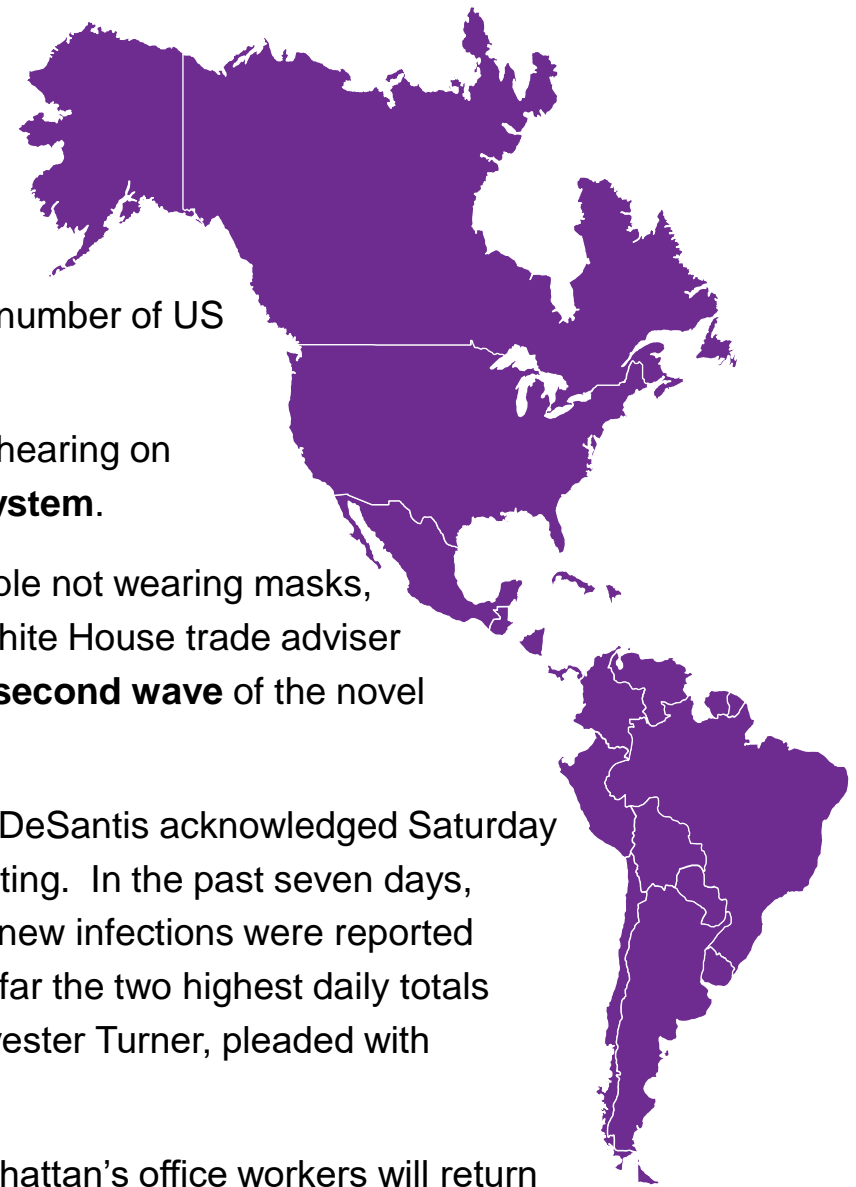 number of US
hearing on
ystem.
ole not wearing masks,
hite House trade adviser
second wave of the novel
DeSantis acknowledged Saturday
ting. In the past seven days,
new infections were reported
far the two highest daily totals
vester Turner, pleaded with
hattan’s office workers will return